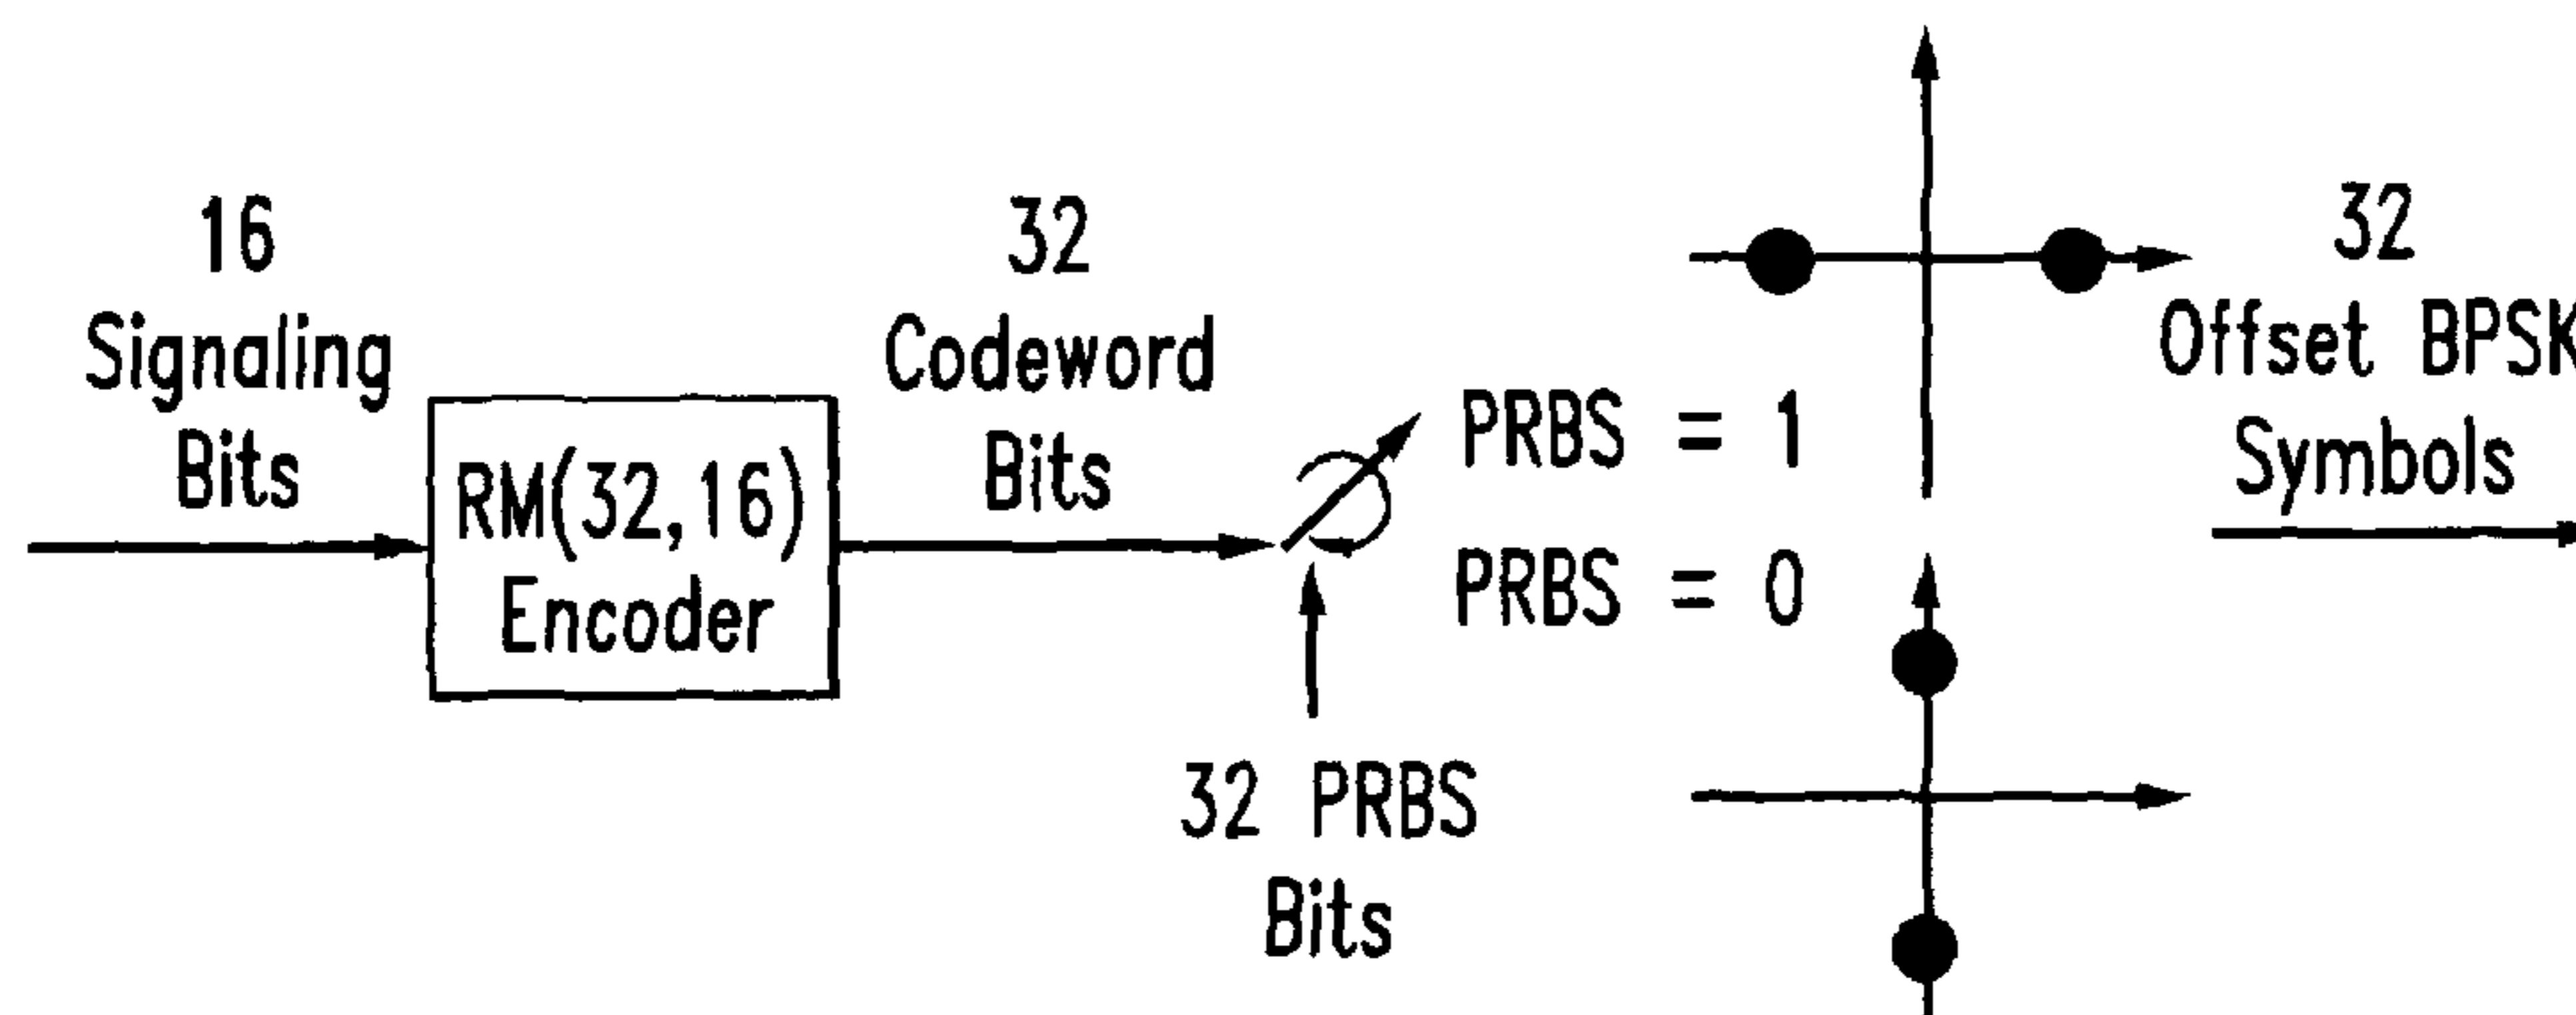 16
Signaling
Bits
RM(32,16)
Encoder
32
Codeword
Bits
32 PRBS
Bits
PRBS = 1
PRBS = 0
32
Offset BPSK
Symbols